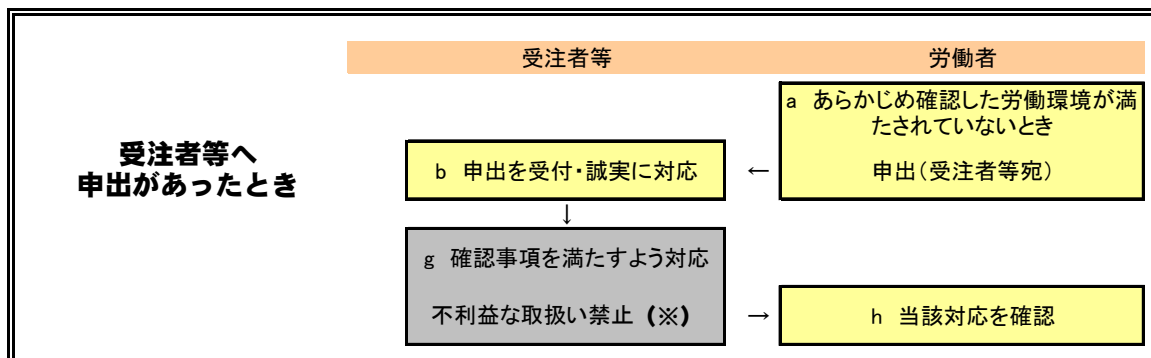 受注者等
労働者
a あらかじめ確認した労働環境が満
たされていないとき
申出(受注者等宛)
受注者等へ
申出があったとき
b 申出を受付・誠実に対応
←
↓
g 確認事項を満たすよう対応
不利益な取扱い禁止(※)
→
h 当該対応を確認